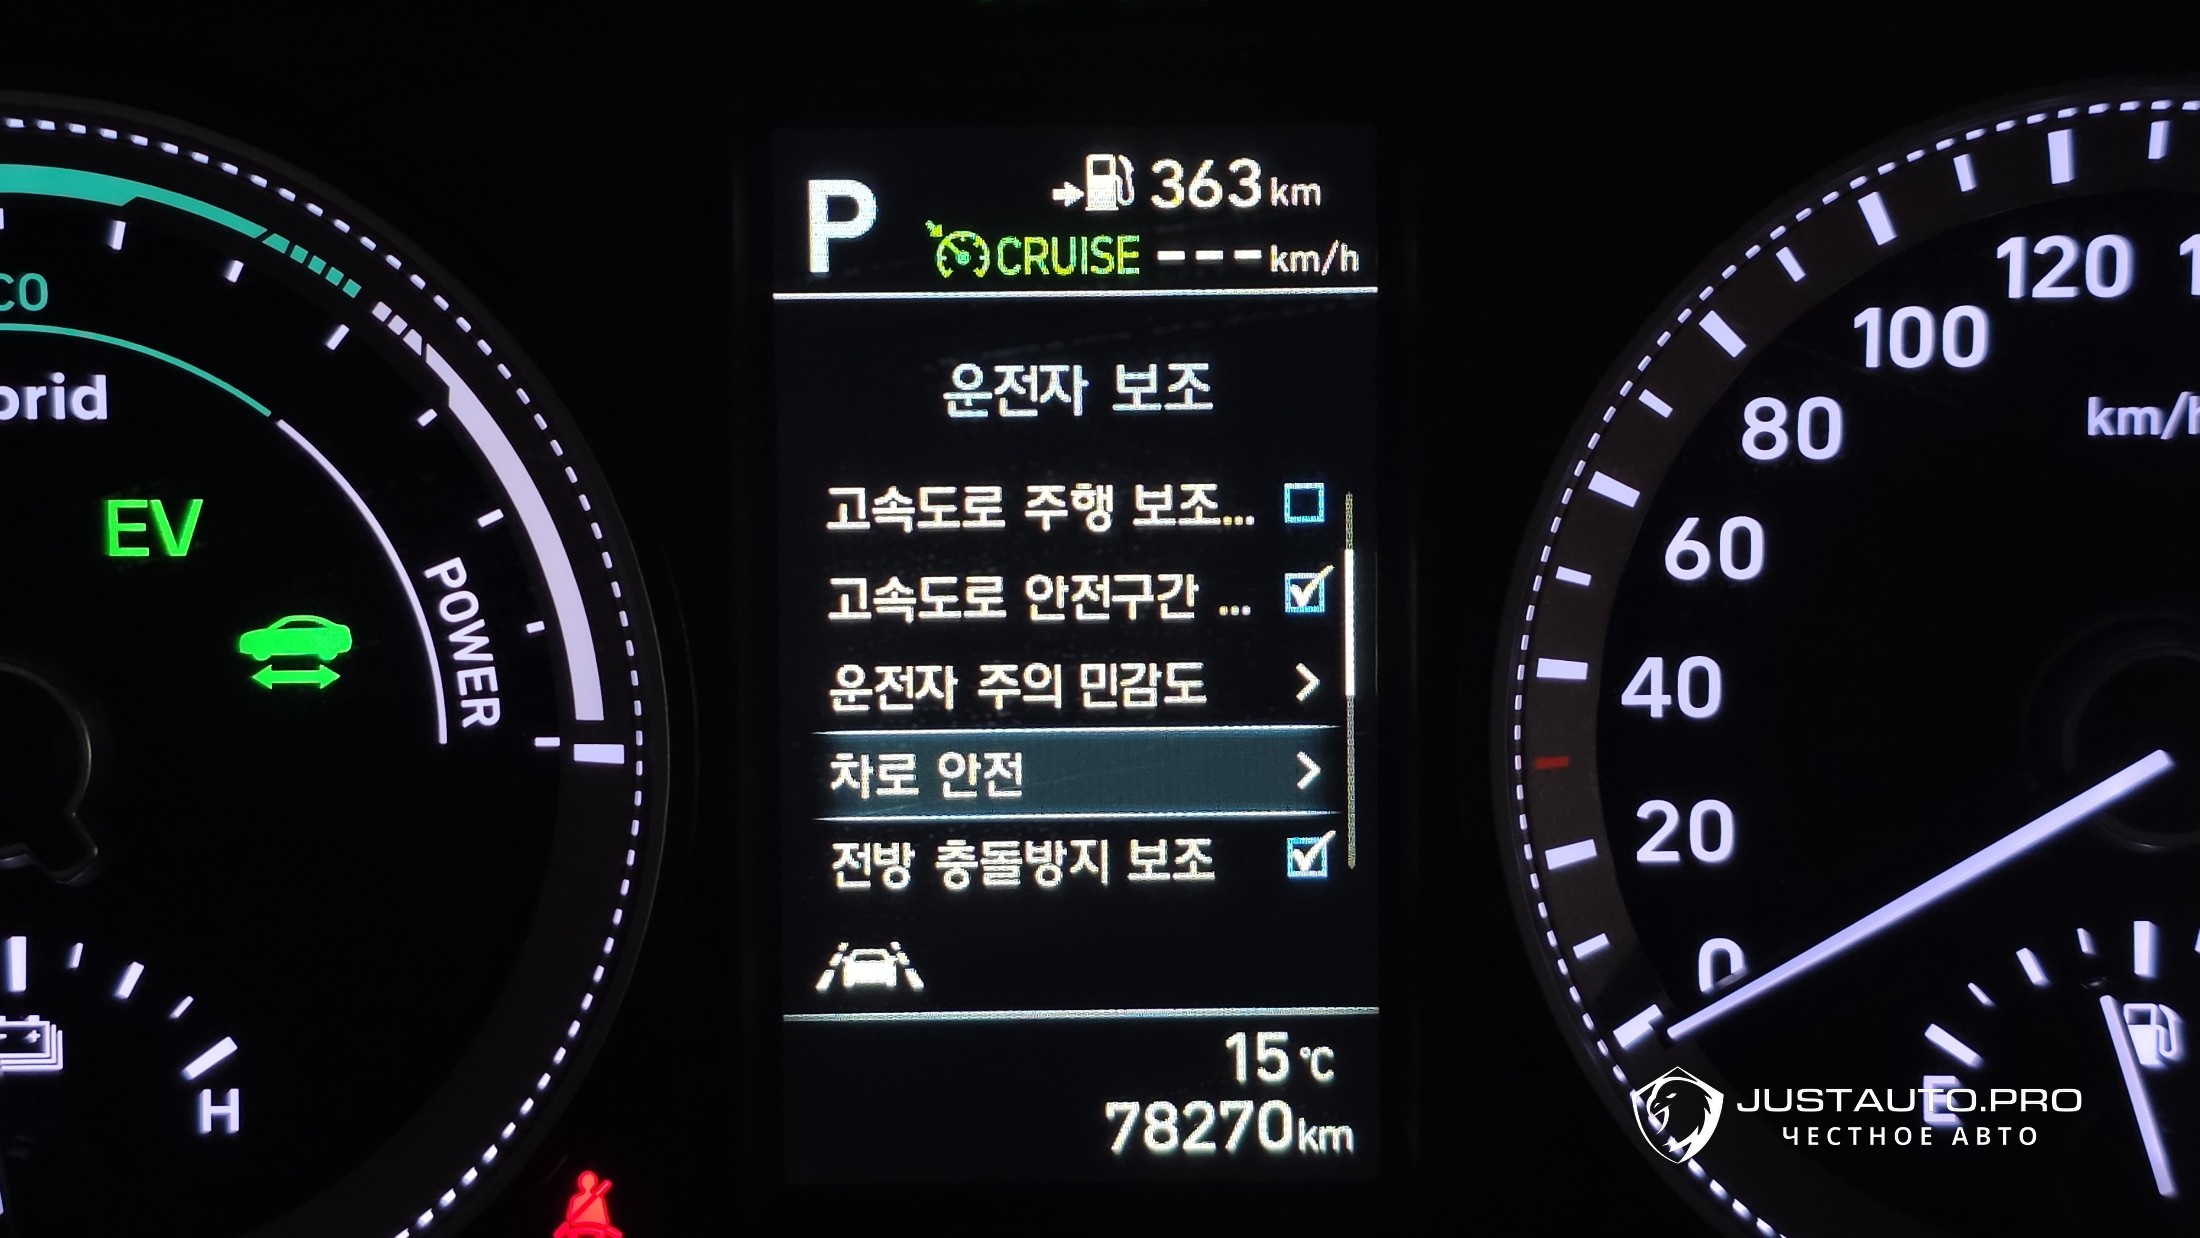 P
363 km
CRUISE ---km/h
운전자 보조
고속도로 주행 보조...
고속도로 안전구간 ...
운전자 주의 민감도
차로 안전
전방 충돌방지 보조
15℃
78270km
EV
POWER
H
120
100
80
60
40
20
0
km/h
E
JUSTAUTO.PRO
ЧЕСТНОЕ АВТО